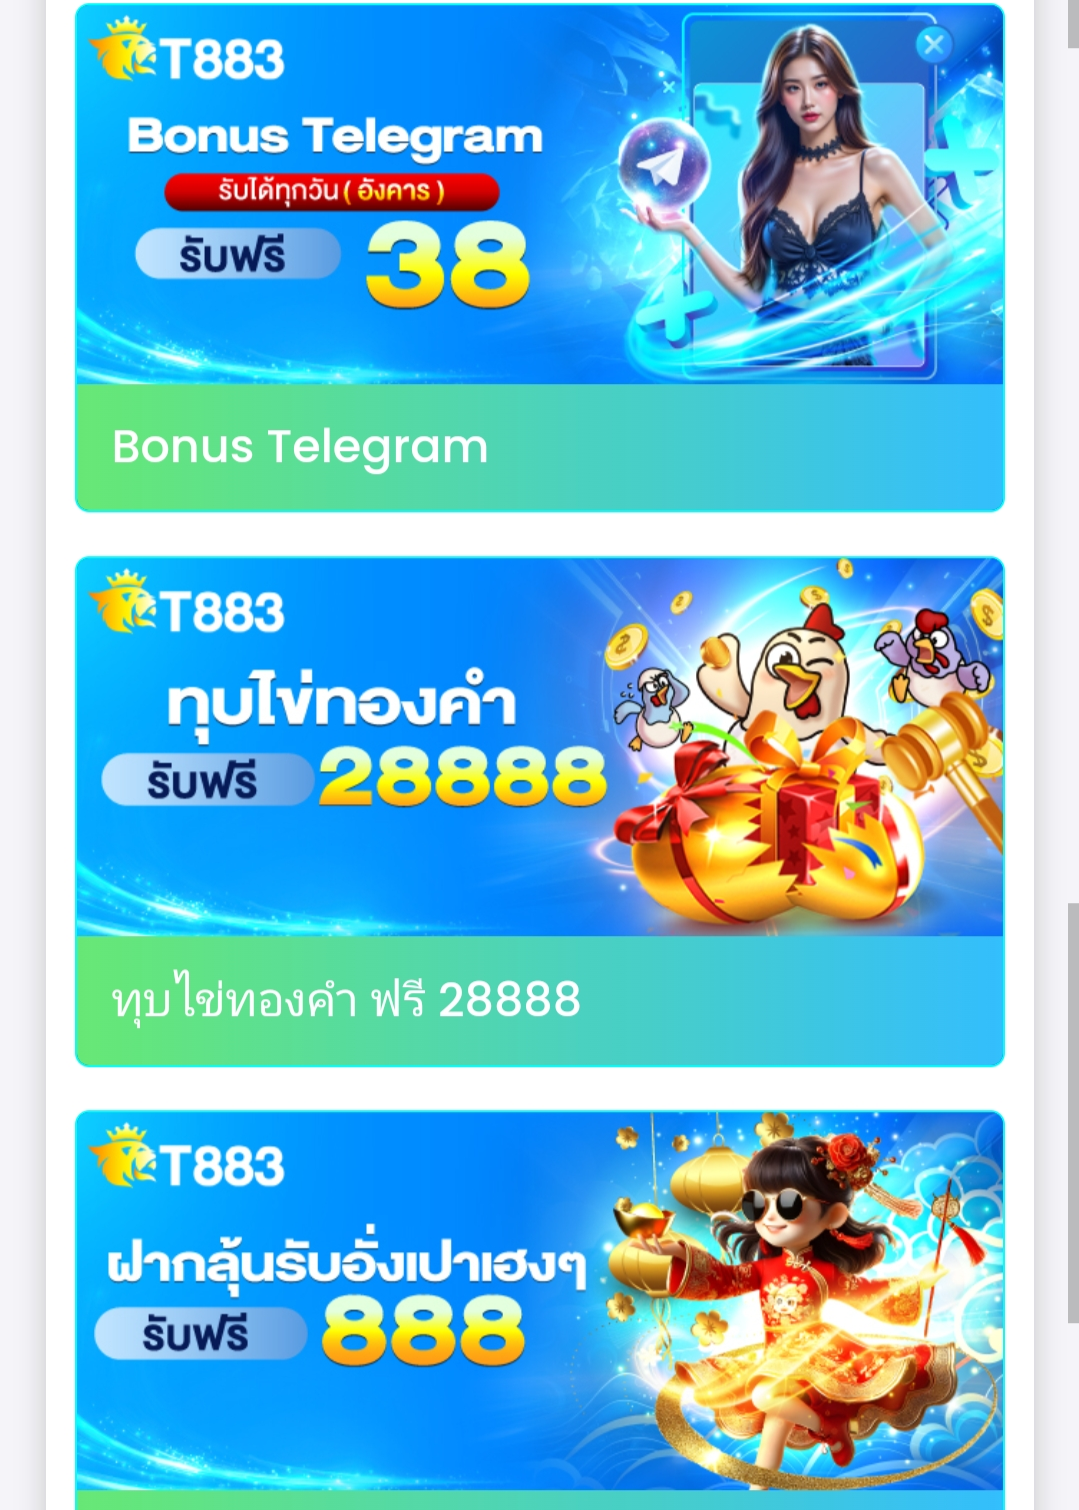 T883
Bonus Telegram
รับได้ทุกวัน ( อังคาร )
รับฟรี 38
Bonus Telegram
T883
ทุบไข่ทองคำ
รับฟรี 28888
ทุบไข่ทองคำ ฟรี 28888
T883
ฝากลุ้นรับอั่งเปาเฮงๆ
รับฟรี 888